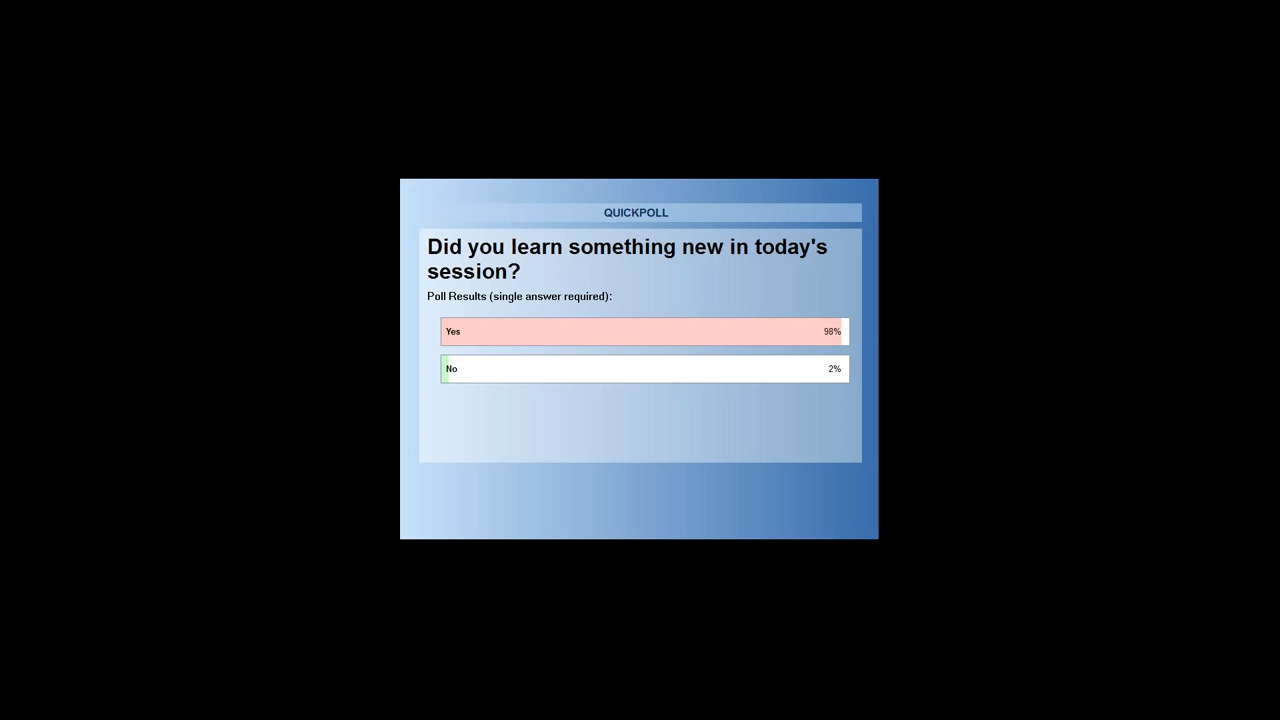 QUICKPOLL
Did you learn something new in today's
session?
Poll Results (single answer required):
Yes 98%
No 2%